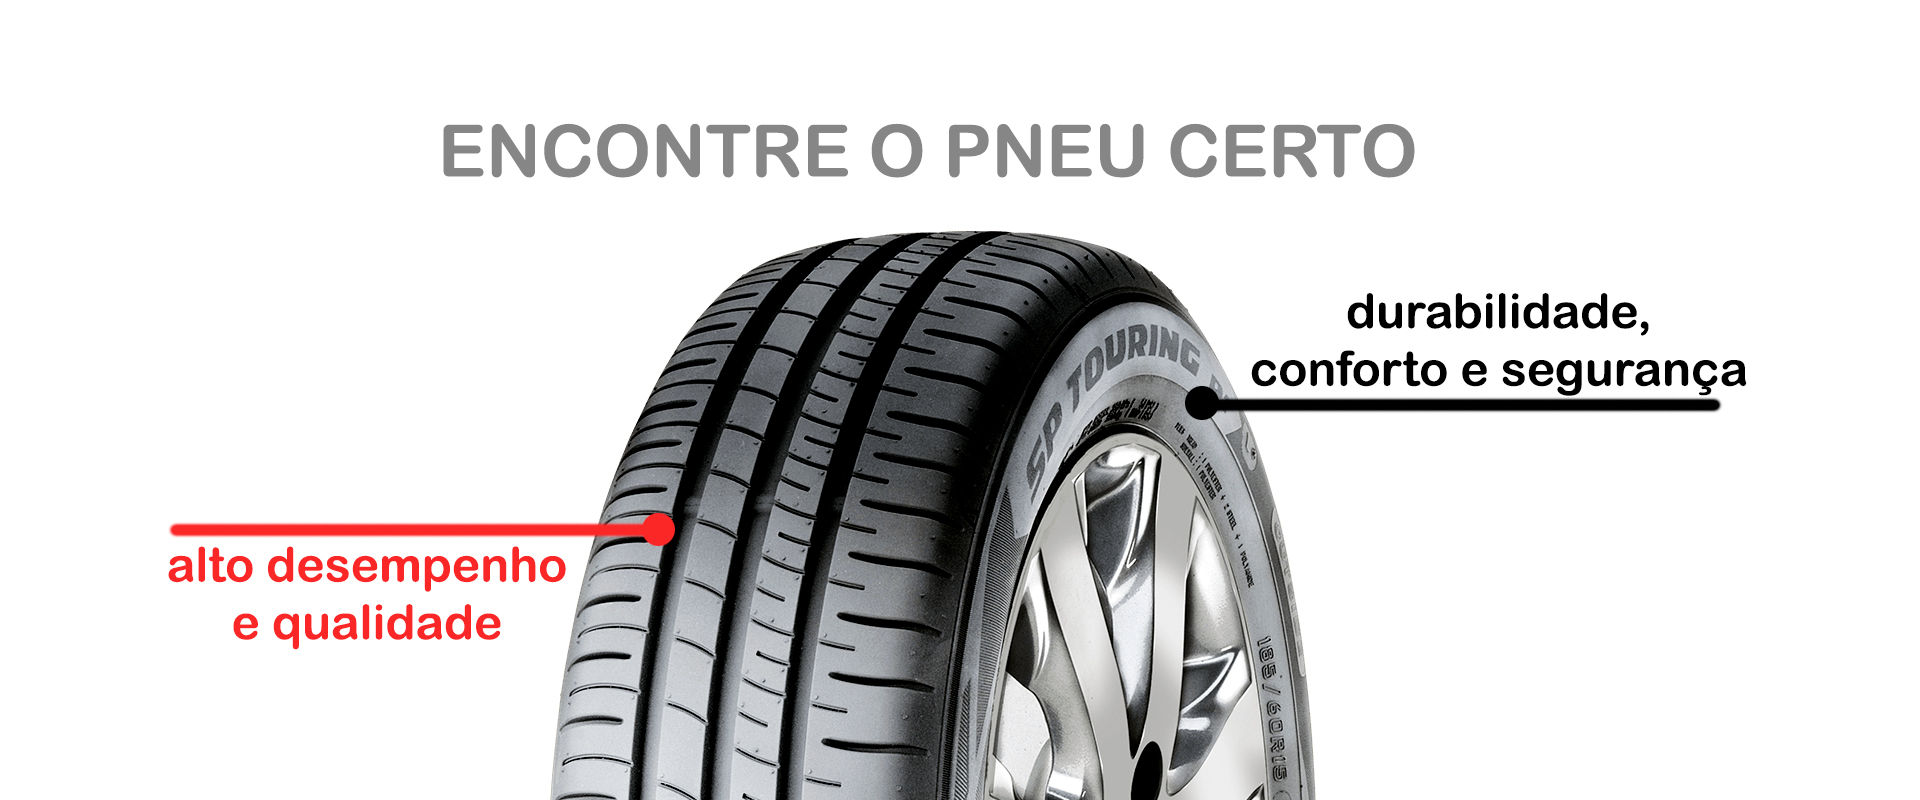 ENCONTRE O PNEU CERTO
durabilidade,
conforto e segurança
SP TOURING
alto desempenho
e qualidade
185/60R15